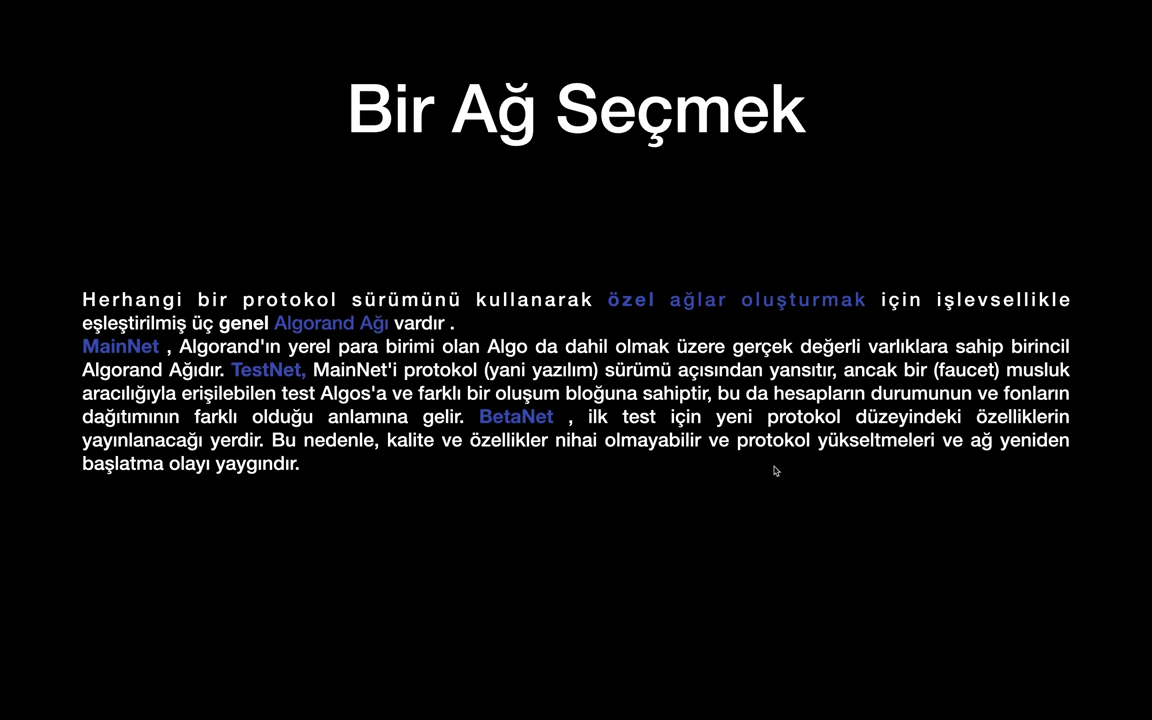 Bir Ağ Seçmek
Herhangi bir protokol sürümünü kullanarak özel ağlar oluşturmak için işlevsellikle
eşleştirilmiş üç genel Algorand Ağı vardır .
MainNet , Algorand'ın yerel para birimi olan Algo da dahil olmak üzere gerçek değerli varlıklara sahip birincil
Algorand Ağıdır. TestNet, MainNet'i protokol (yani yazılım) sürümü açısından yansıtır, ancak bir (faucet) musluk
aracılığıyla erişilebilen test Algos'a ve farklı bir oluşum bloğuna sahiptir, bu da hesapların durumunun ve fonların
dağıtımının farklı olduğu anlamına gelir. BetaNet , ilk test için yeni protokol düzeyindeki özelliklerin
yayınlanacağı yerdir. Bu nedenle, kalite ve özellikler nihai olmayabilir ve protokol yükseltmeleri ve ağ yeniden
başlatma olayı yaygındır.